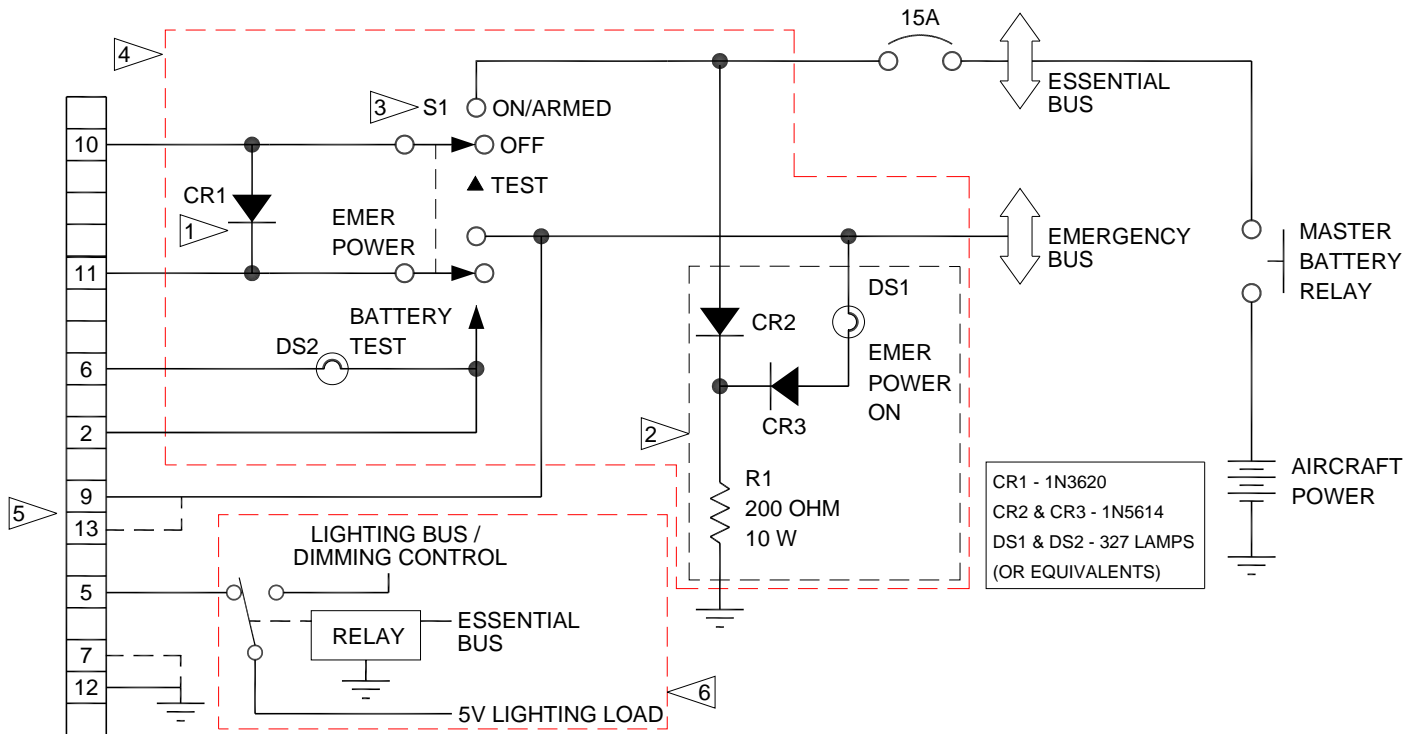 15A
4
ESSENTIAL
BUS
3
S1
ON/ARMED
10
OFF
CR1
TEST
1
EMER
POWER
EMERGENCY
BUS
MASTER
BATTERY
RELAY
11
DS1
BATTERY
TEST
CR2
DS2
EMER
POWER
ON
6
CR3
2
2
R1
200 OHM
10 W
CR1 - 1N3620
CR2 & CR3 - 1N5614
DS1 & DS2 - 327 LAMPS
(OR EQUIVALENTS)
AIRCRAFT
POWER
9
5
13
LIGHTING BUS /
DIMMING CONTROL
5
RELAY
ESSENTIAL
BUS
7
12
6
5V LIGHTING LOAD